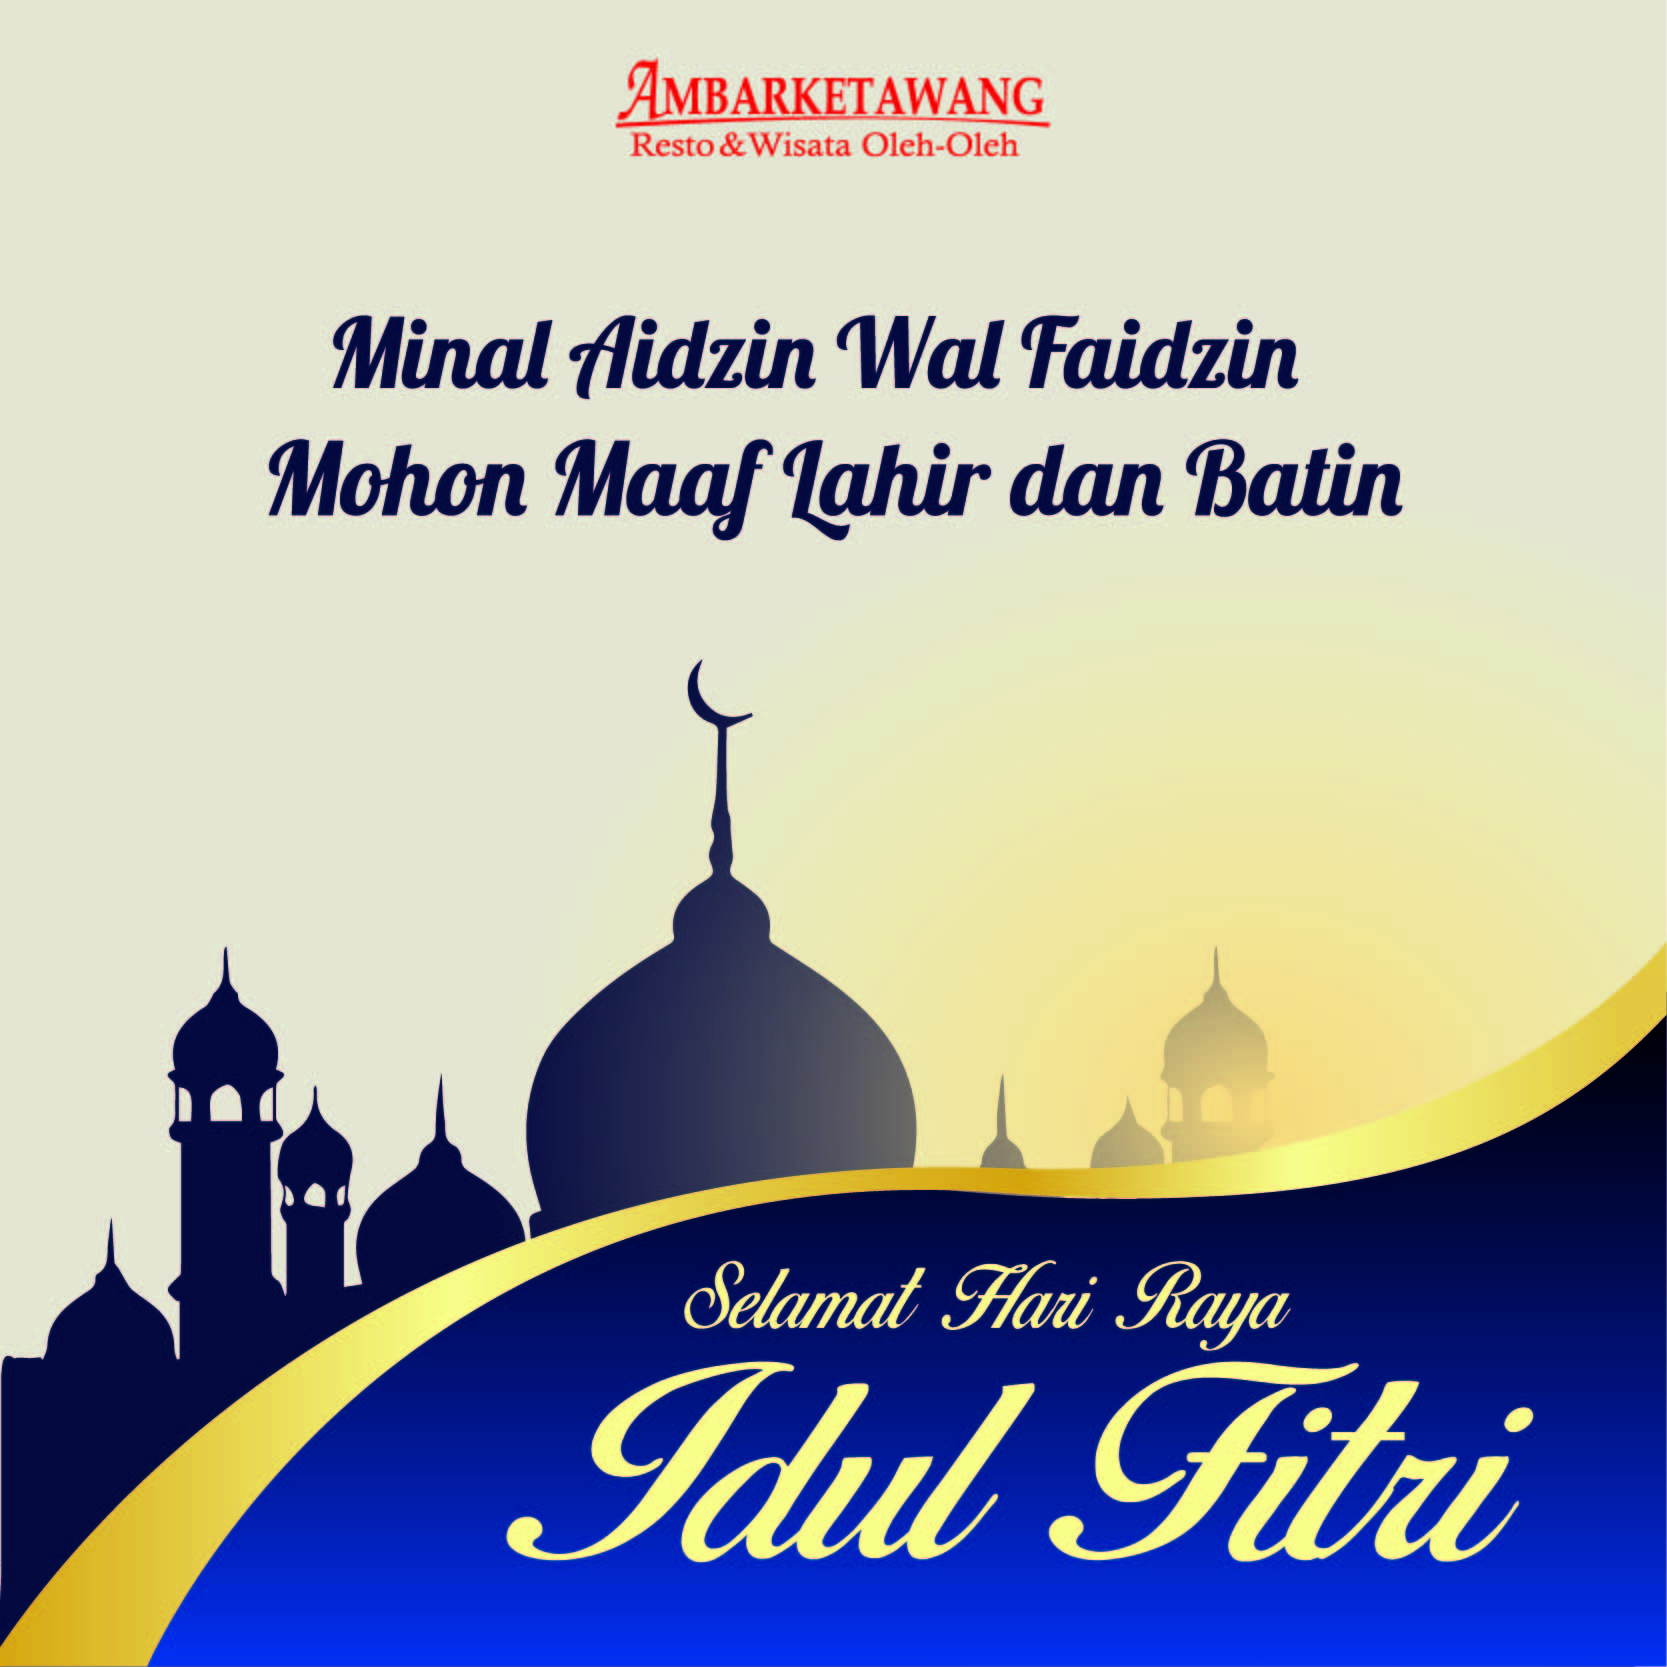 AMBARKETAWANG
Resto & Wisata Oleh-Oleh
Minal Aidzin Wal Faidzin
Mohon Maaf Lahir dan Batin
Selamat Hari Raya
Idul Fitri